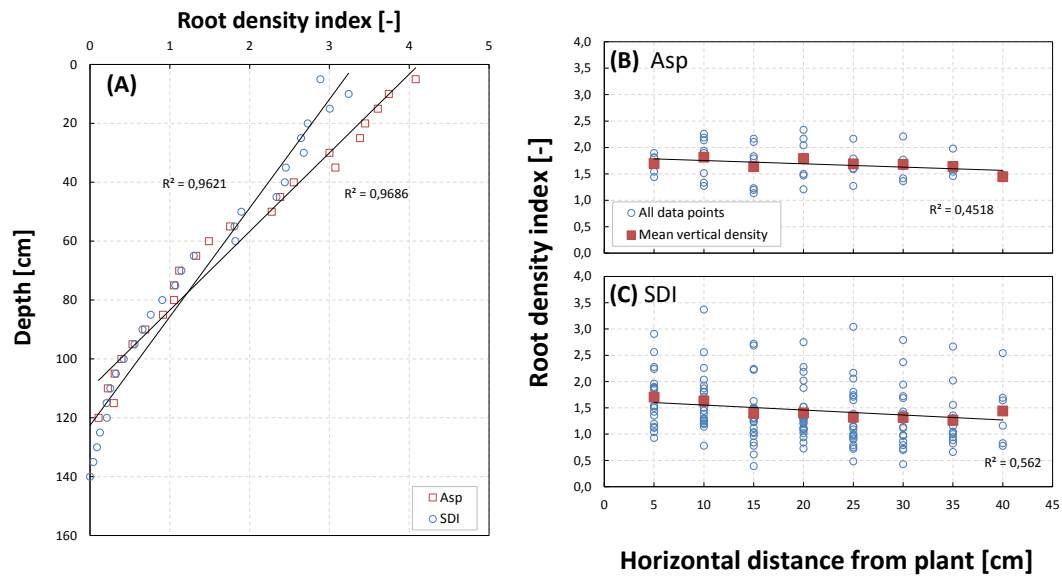 Root density index [-]
0 1 2 3 4 5
0
20
40
60
80
100
120
140
160
Depth [cm]
(A)
R² = 0,9621
R² = 0,9686
Asp
SDI
Root density index [-]
(B) Asp
4,0
3,5
3,0
2,5
2,0
1,5
1,0
0,5
0,0
R² = 0,4518
All data points
Mean vertical density
(C) SDI
4,0
3,5
3,0
2,5
2,0
1,5
1,0
0,5
0,0
R² = 0,562
0 5 10 15 20 25 30 35 40 45
Horizontal distance from plant [cm]